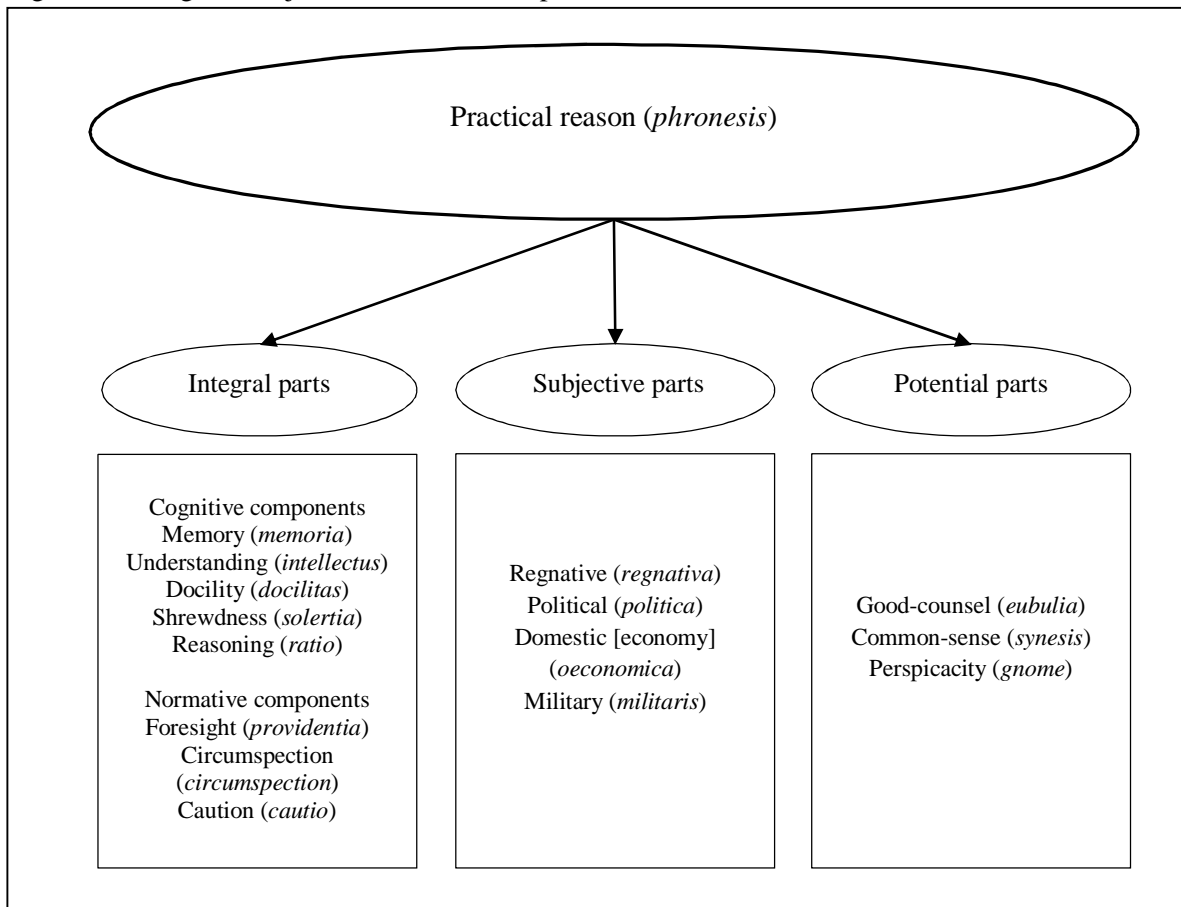 Practical reason (phronesis)
Integral parts
Subjective parts
Potential parts
Cognitive components
Memory (memoria)
Understanding (intellectus)
Docility (docilitas)
Shrewdness (solertia)
Reasoning (ratio)
Normative components
Foresight (providentia)
Circumspection
(circumspection)
Caution (cautio)
Regnative (regnativa)
Political (politica)
Domestic [economy]
(oeconomica)
Military (militaris)
Good-counsel (eubulia)
Common-sense (synesis)
Perspicacity (gnome)